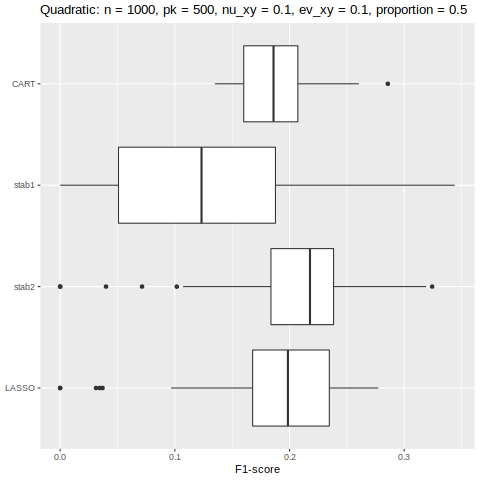 Quadratic: n = 1000, pk = 500, nu_xy = 0.1, ev_xy = 0.1, proportion = 0.5
CART
stab1
stab2
LASSO
0.0 0.1 0.2 0.3
F1-score